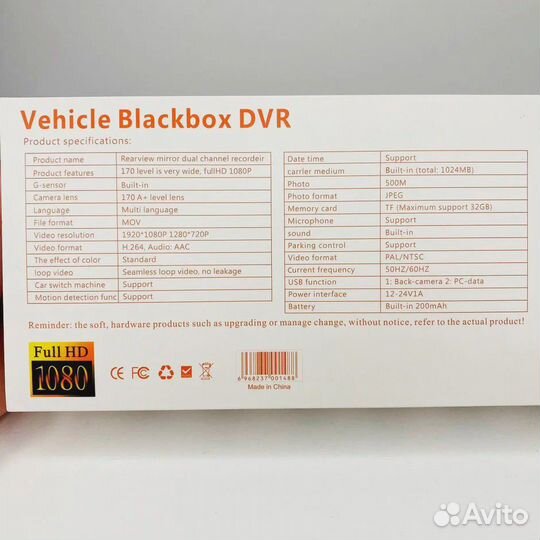 Vehicle Blackbox DVR
Product specifications:
Product name Rearview mirror dual channel recordeir
Product features 170 level is very wide, fullHD 1080P
G-sensor Built-in
Camera lens 170 A+ level lens
Language Multi language
File format MOV
Video resolution 1920*1080P 1280*720P
Video format H.264, Audio: AAC
The effect of color Standard
loop video Seamless loop video, no leakage
Car switch machine Support
Motion detection func Support
Date time Support
carrler medium Built-in (total; 1024MB)
Photo 500M
Photo format JPEG
Memory card TF (Maximum support 32GB)
Microphone Support
sound Built-in
Parking control Support
Video format PAL/NTSC
Current frequency 50HZ/60HZ
USB function 1: Back-camera 2: PC-data
Power interface 12-24V1A
Battery Built-in 200mAh
Reminder: the soft, hardware products such as upgrading or manage change, without notice, refer to the actual product!
Full HD
1080
CE FC
6 968237 001488
Made in China
Avito